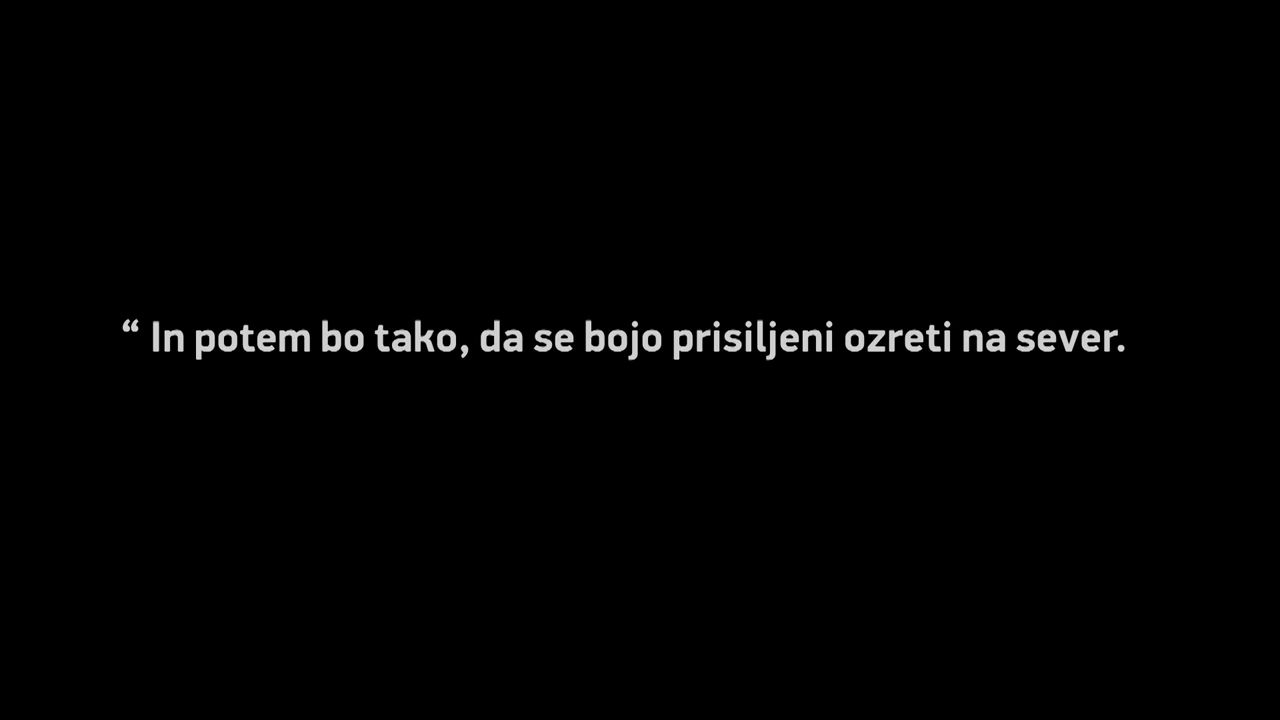 “ In potem bo tako, da se bojo prisiljeni ozreti na sever.